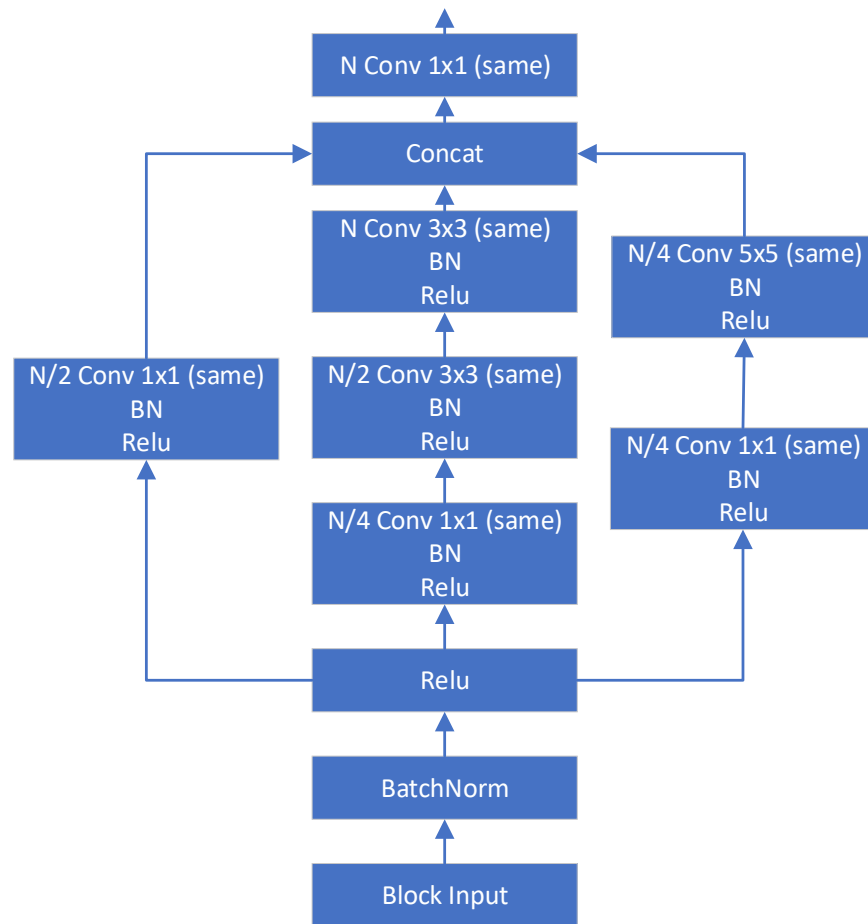 N Conv 1x1 (same)
Concat
N Conv 3x3 (same)
BN
Relu
N/4 Conv 5x5 (same)
BN
Relu
N/2 Conv 1x1 (same)
BN
Relu
N/2 Conv 3x3 (same)
BN
Relu
N/4 Conv 1x1 (same)
BN
Relu
N/4 Conv 1x1 (same)
BN
Relu
Relu
BatchNorm
Block Input